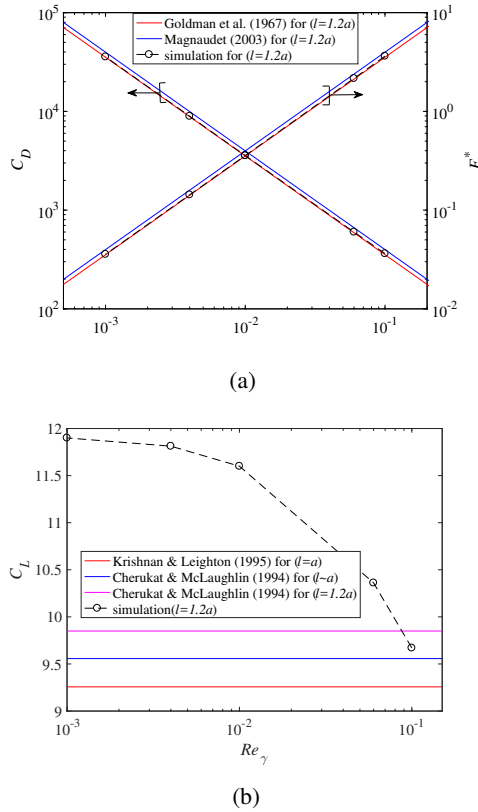 10^5
10^4
10^3
10^2
C_D
Goldman et al. (1967) for (l=1.2a)
Magnaudet (2003) for (l=1.2a)
simulation for (l=1.2a)
10^1
10^0
10^-1
10^-2
10^-3
10^-2
10^-1
(a)
12
11.5
11
10.5
10
9.5
9
C_L
Krishnan & Leighton (1995) for (l=a)
Cherukat & McLaughlin (1994) for (l~a)
Cherukat & McLaughlin (1994) for (l=1.2a)
simulation(l=1.2a)
10^-3
10^-2
10^-1
Re_γ
(b)